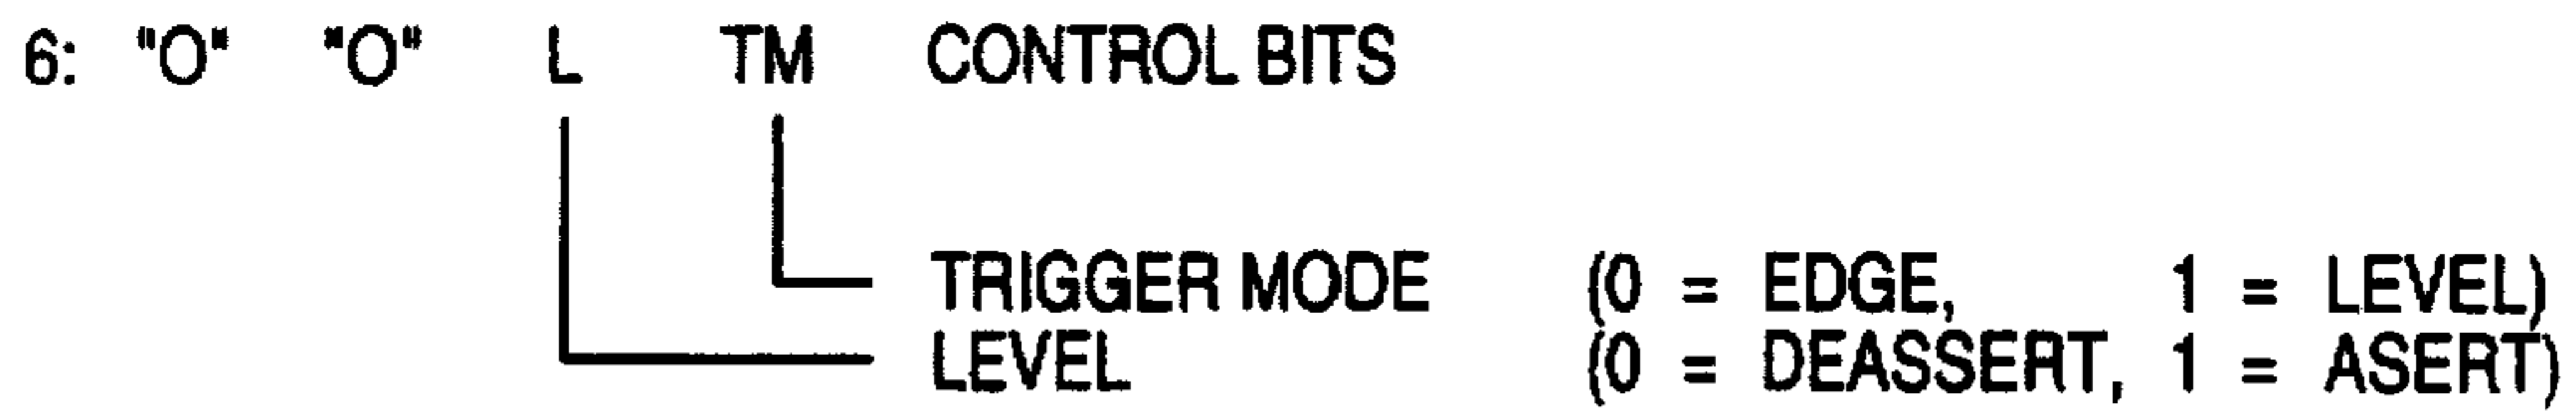 6: "O" "O" L TM CONTROL BITS
TRIGGER MODE (0 = EDGE, 1 = LEVEL)
LEVEL (0 = DEASSERT, 1 = ASERT)